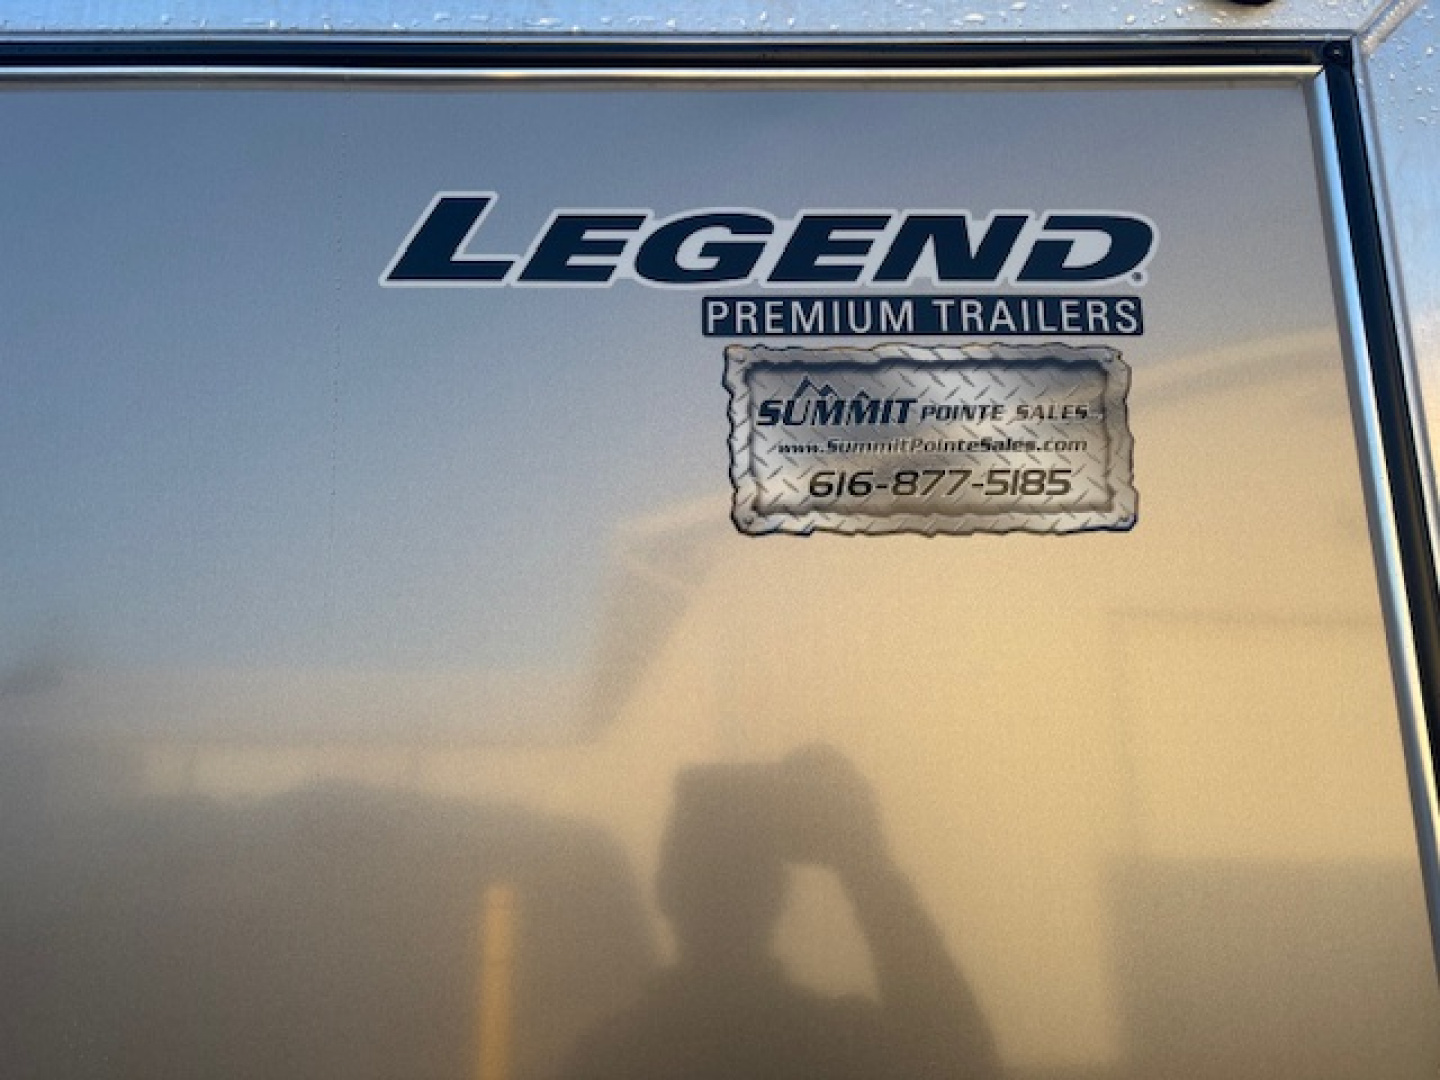 LEGEND®
PREMIUM TRAILERS
SUMMIT POINTE SALES
www.SummitPointeSales.com
616-877-5185